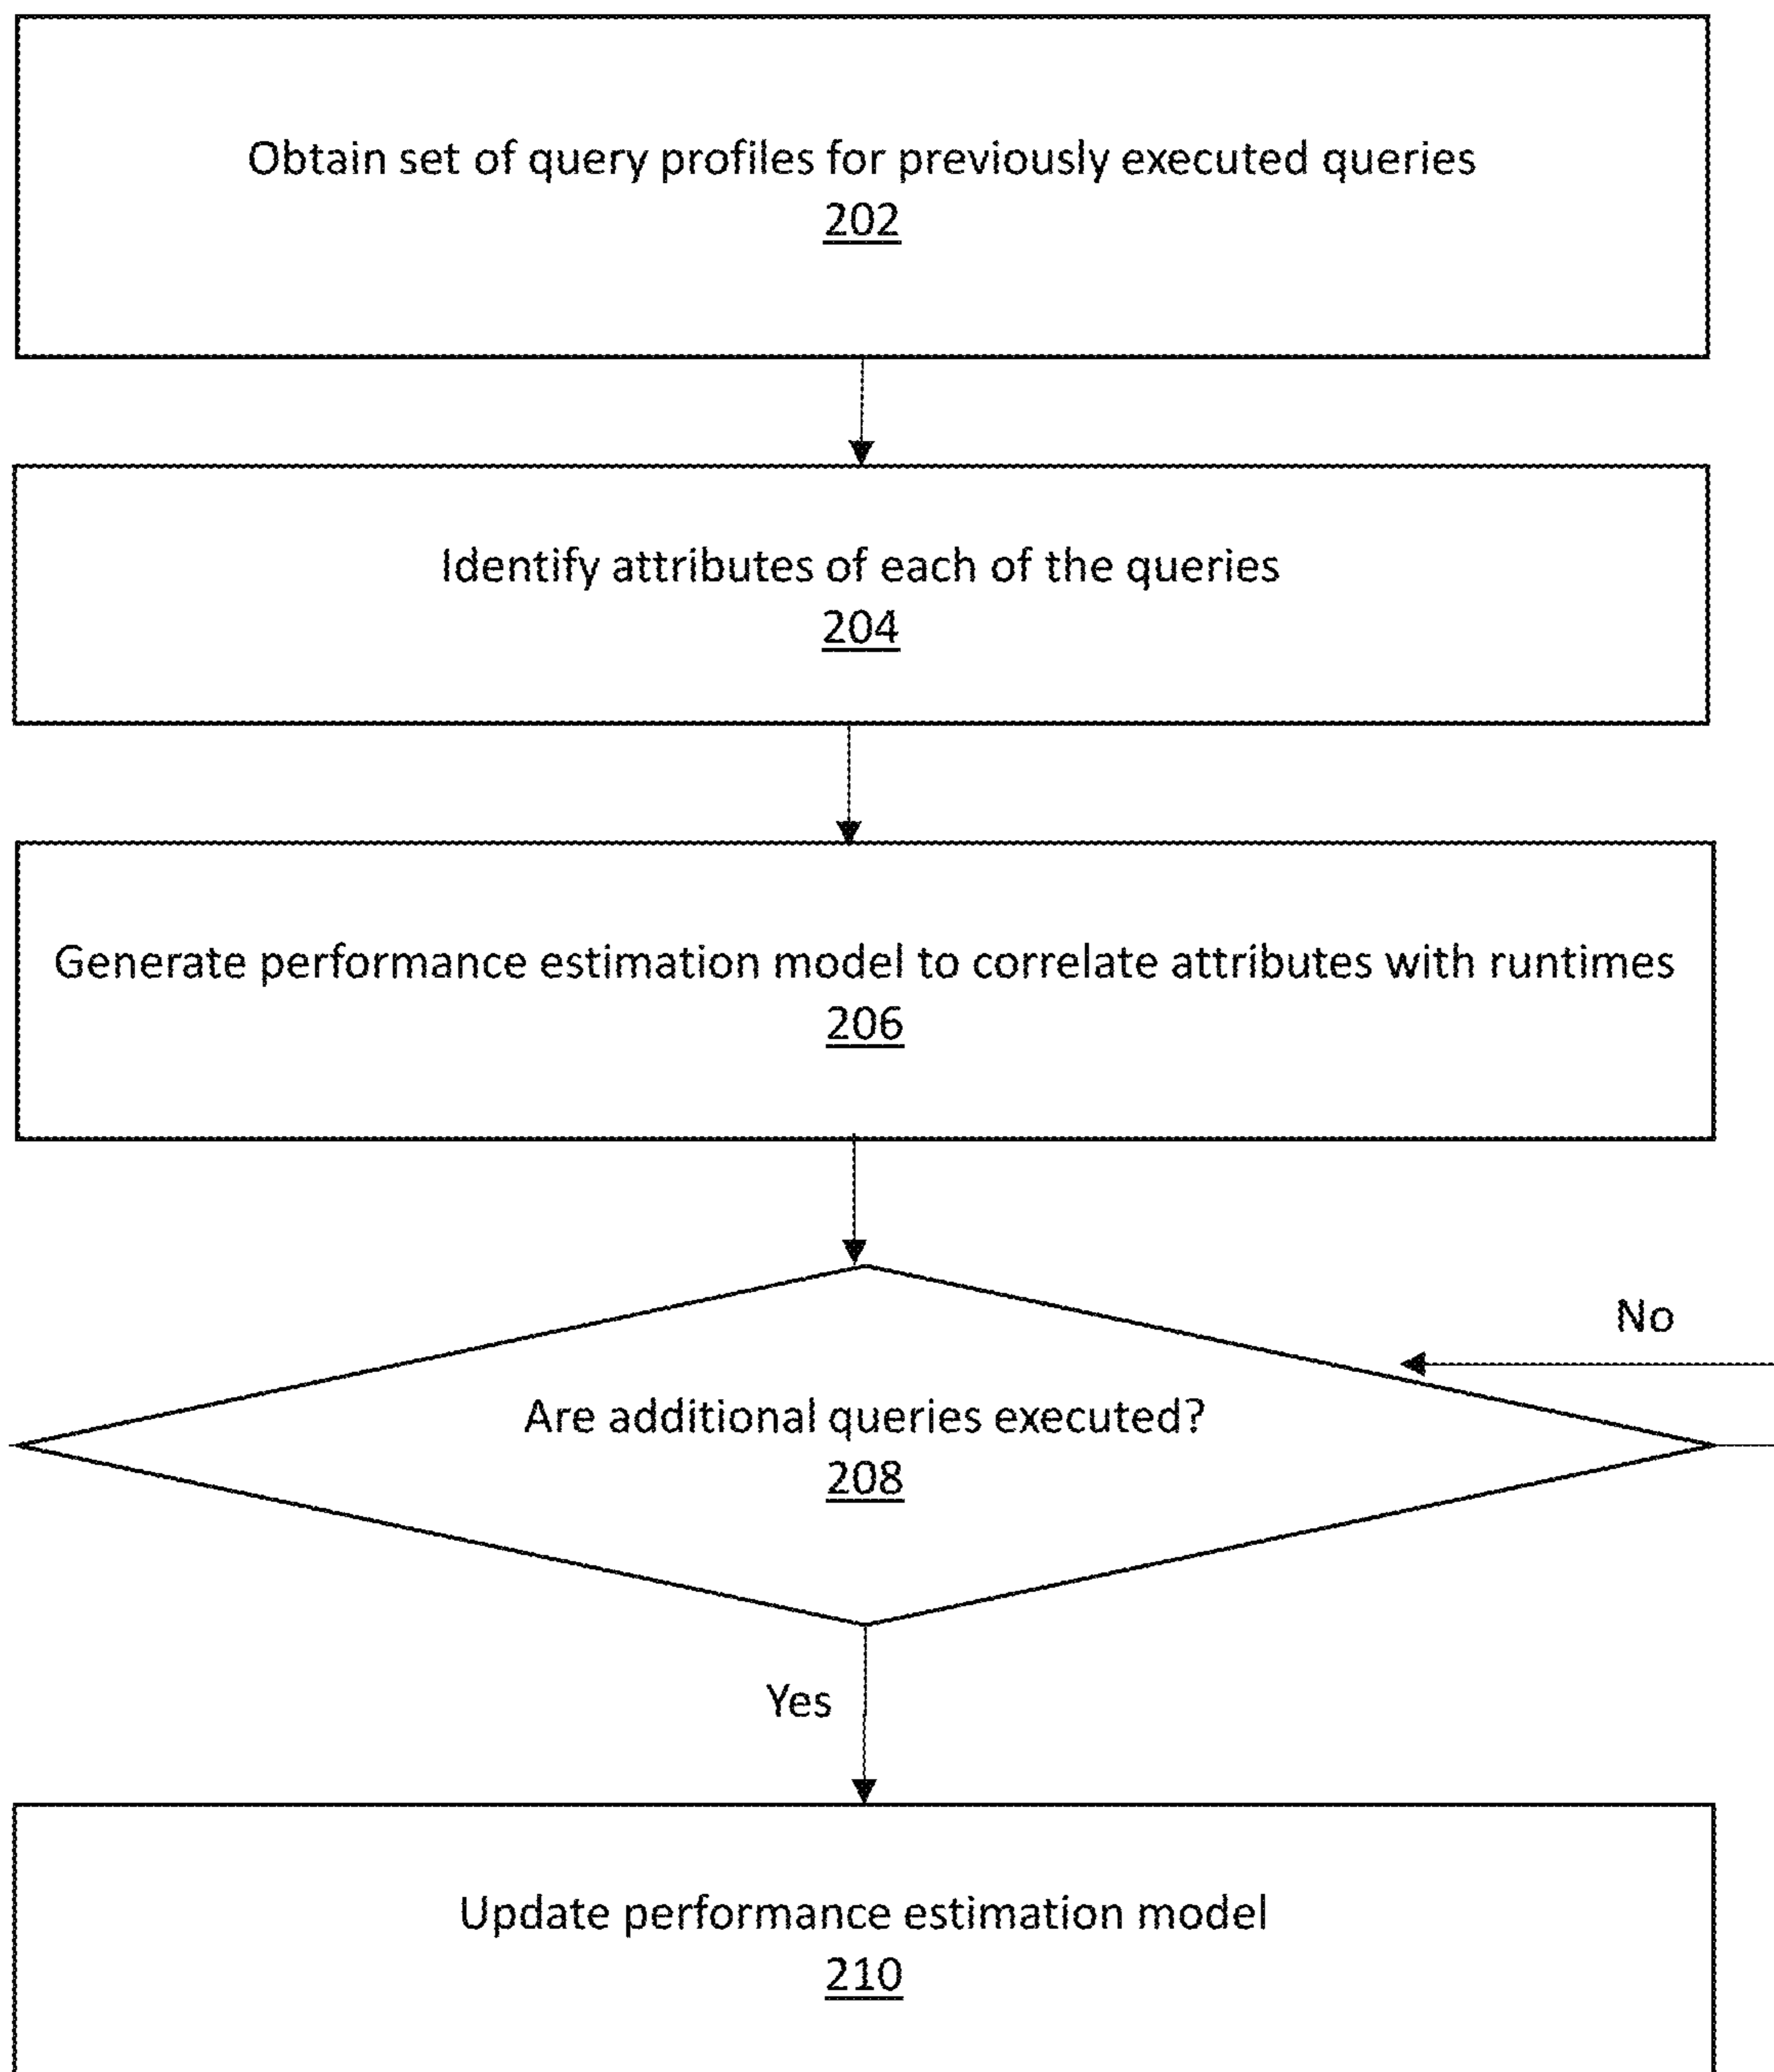 Obtain set of query profiles for previously executed queries
202
Identify attributes of each of the queries
204
Generate performance estimation model to correlate attributes with runtimes
206
No
Are additional queries executed?
208
Yes
Update performance estimation model
210